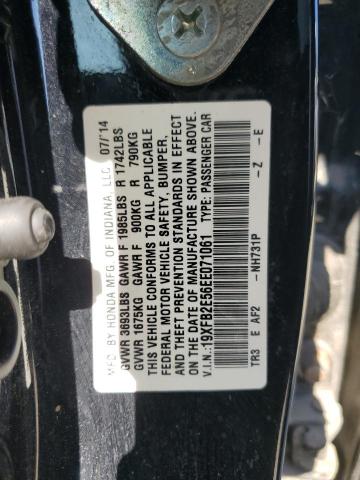 MFD. BY HONDA MFG OF INDIANA, LLC 07/'14
GVWR 3693LBS GAWR F 1985LBS R 1742LBS
GVWR 1675KG GAWR F 900KG R 790KG
THIS VEHICLE CONFORMS TO ALL APPLICABLE
FEDERAL MOTOR VEHICLE SAFETY, BUMPER,
AND THEFT PREVENTION STANDARDS IN EFFECT
ON THE DATE OF MANUFACTURE SHOWN ABOVE.
V.I.N.:19XFB2E56EE071061 TYPE: PASSENGER CAR
TR3 E AF2 -NH731P -Z -E